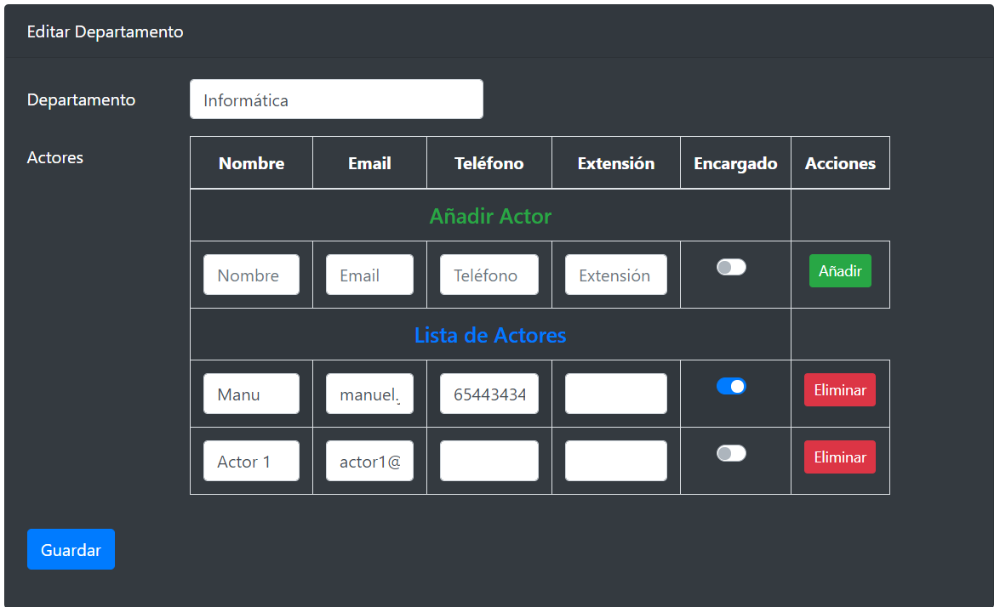 Editar Departamento
Departamento Informática
Actores
Nombre Email Teléfono Extensión Encargado Acciones
Añadir Actor
Nombre Email Teléfono Extensión Añadir
Lista de Actores
Manu manuel. 65443434 Eliminar
Actor 1 actor1@ Eliminar
Guardar